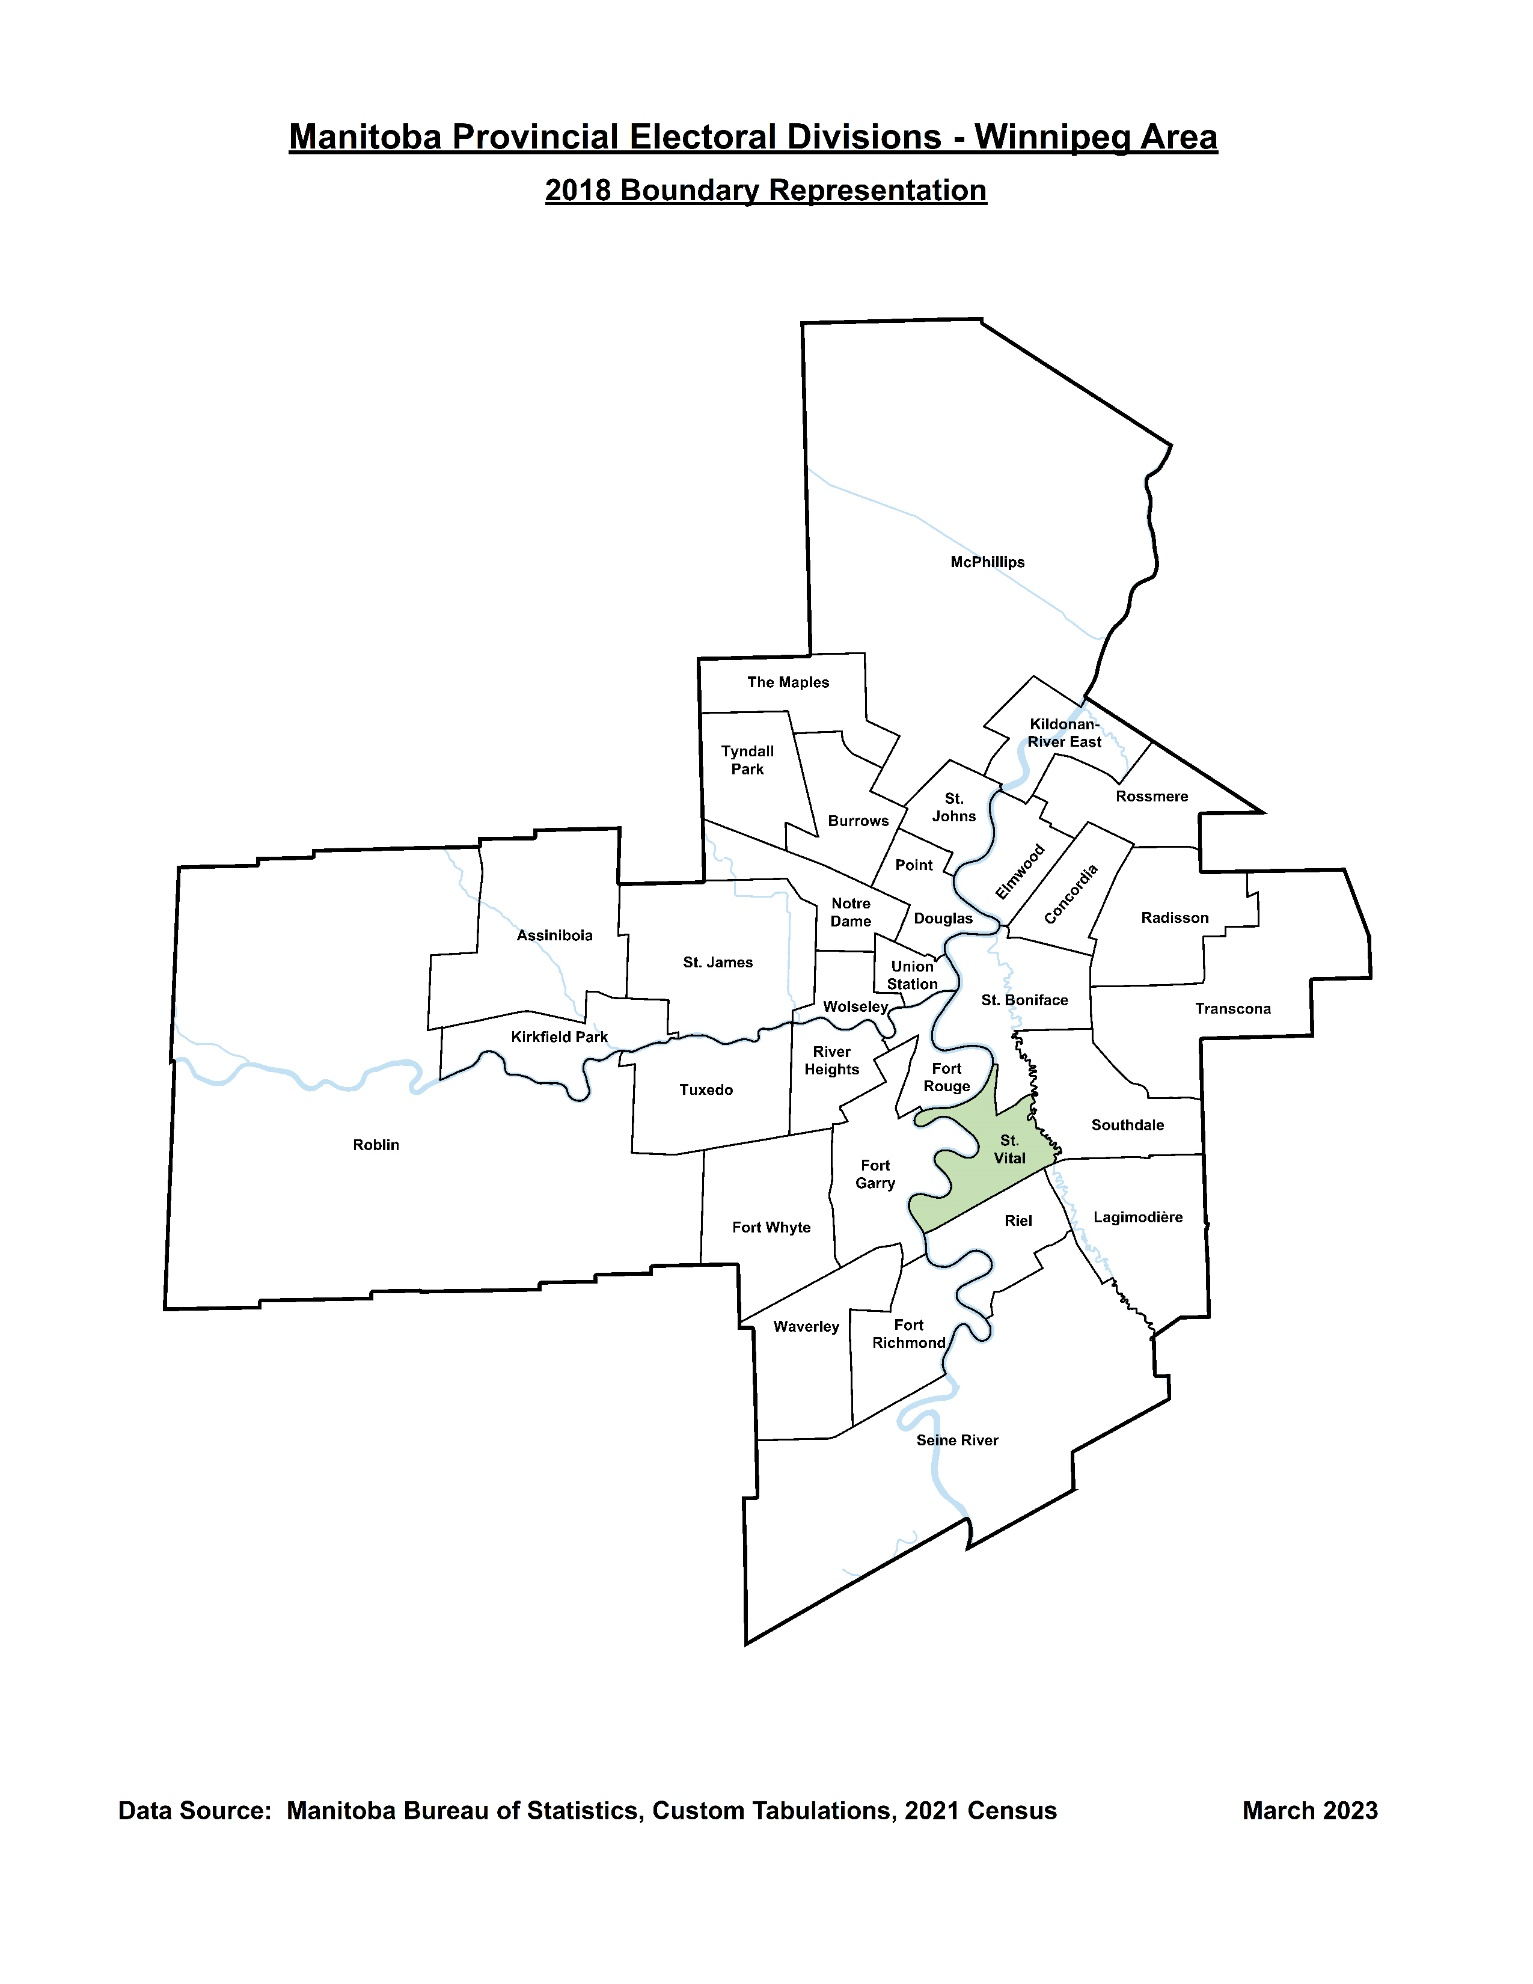 Manitoba Provincial Electoral Divisions - Winnipeg Area
2018 Boundary Representation
McPhillips
The Maples
Kildonan-
River East
Tyndall
Park
Rossmere
St.
Johns
Burrows
Point
Elmwood
Concordia
Notre
Dame
Douglas
Radisson
Assiniboia
St. James
Union
Station
St. Boniface
Wolseley
Transcona
Kirkfield Park
River
Heights
Fort
Rouge
Tuxedo
Southdale
Roblin
St.
Vital
Fort
Garry
Fort Whyte
Riel
Lagimodière
Waverley
Fort
Richmond
Seine River
Data Source:  Manitoba Bureau of Statistics, Custom Tabulations, 2021 Census
March 2023